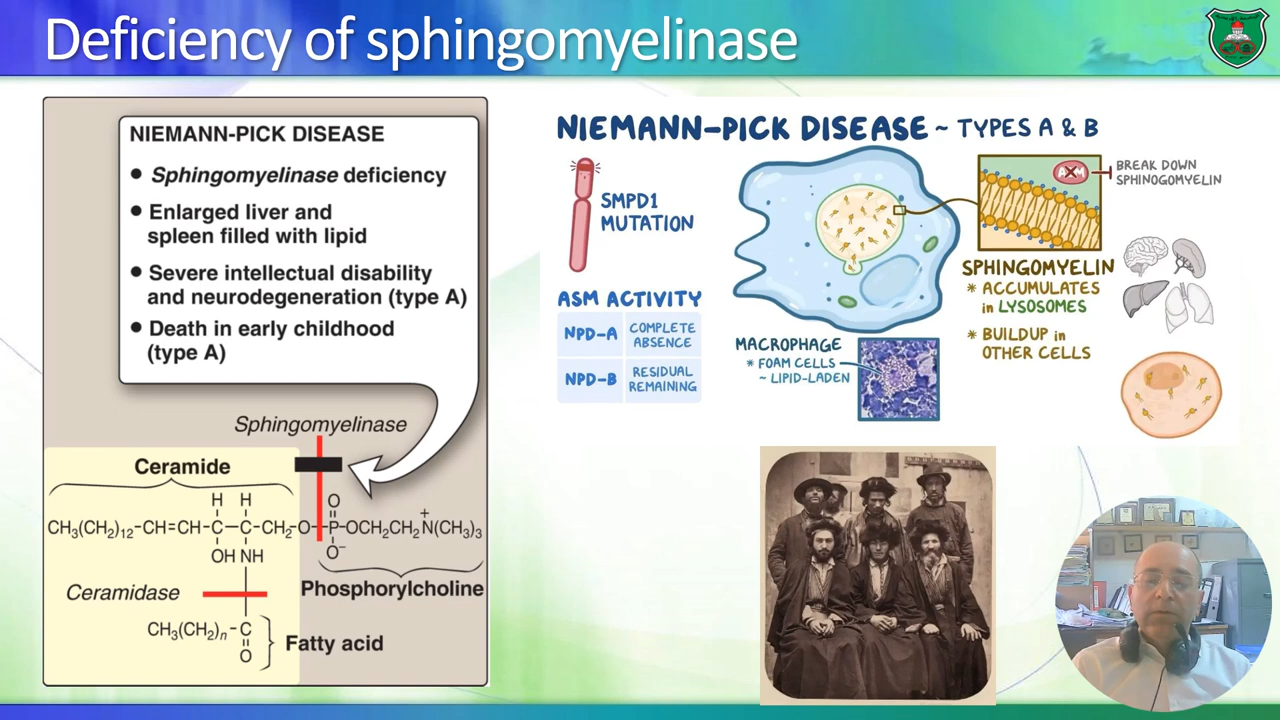 Deficiency of sphingomyelinase
NIEMANN-PICK DISEASE
• Sphingomyelinase deficiency
• Enlarged liver and
spleen filled with lipid
• Severe intellectual disability
and neurodegeneration (type A)
• Death in early childhood
(type A)
Sphingomyelinase
Ceramide
H H O
CH₃(CH₂)₁₂–CH=CH–C–C–CH₂–O–P–OCH₂CH₂N⁺(CH₃)₃
OH NH O⁻
Phosphorylcholine
Ceramidase
CH₃(CH₂)ₙ–C
O
Fatty acid
NIEMANN-PICK DISEASE ~ TYPES A & B
SMPD1
MUTATION
ASM ACTIVITY
NPD-A COMPLETE
ABSENCE
NPD-B RESIDUAL
REMAINING
MACROPHAGE
* FOAM CELLS
~ LIPID-LADEN
ASM
BREAK DOWN
SPHINOGOMYELIN
SPHINGOMYELIN
* ACCUMULATES
in LYSOSOMES
* BUILDUP in
OTHER CELLS